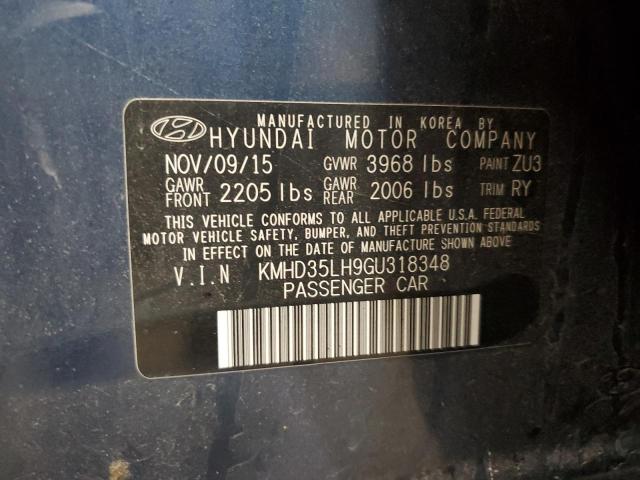 MANUFACTURED IN KOREA BY
HYUNDAI MOTOR COMPANY
NOV/09/15 GVWR 3968 lbs PAINT ZU3
GAWR FRONT 2205 lbs GAWR REAR 2006 lbs TRIM RY
THIS VEHICLE CONFORMS TO ALL APPLICABLE U.S.A. FEDERAL
MOTOR VEHICLE SAFETY, BUMPER, AND THEFT PREVENTION STANDARDS
IN EFFECT ON THE DATE OF MANUFACTURE SHOWN ABOVE.
V.I.N KMHD35LH9GU318348
PASSENGER CAR